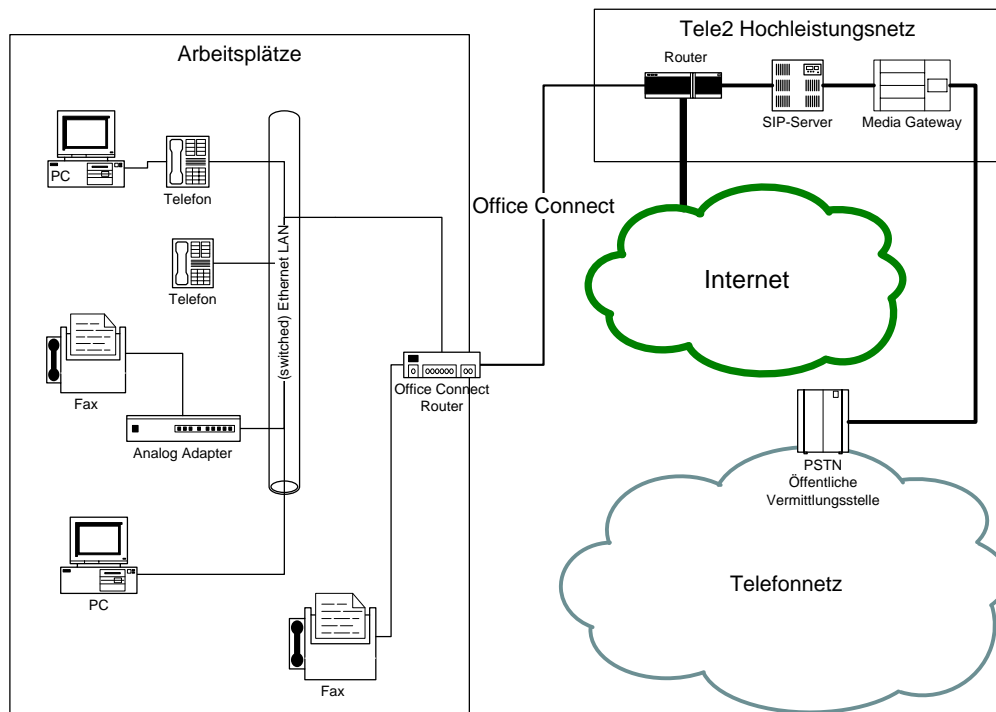 Arbeitsplätze
PC
Telefon
Telefon
(switched) Ethernet LAN
Fax
Analog Adapter
PC
Fax
Office Connect
Router
Office Connect
Tele2 Hochleistungsnetz
Router
SIP-Server
Media Gateway
Internet
PSTN
Öffentliche
Vermittlungsstelle
Telefonnetz